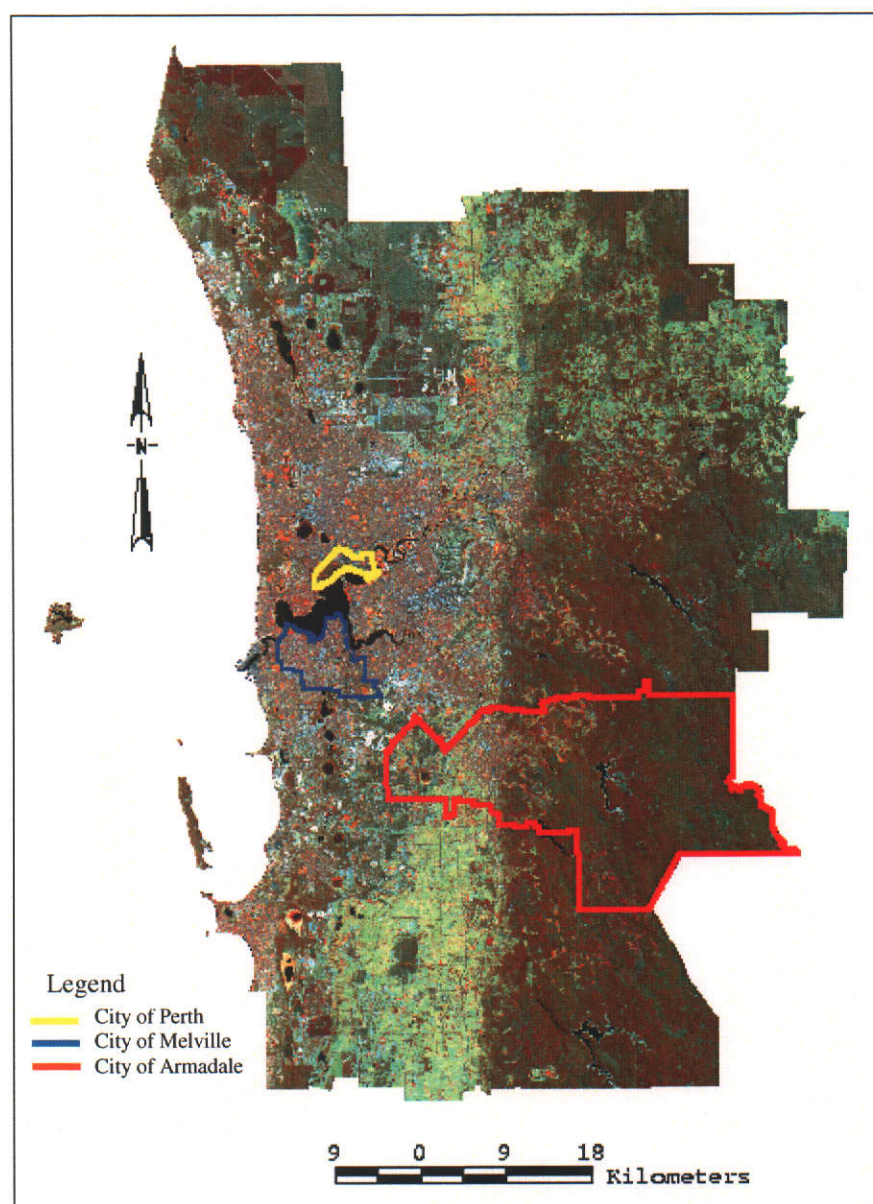 N
Legend
City of Perth
City of Melville
City of Armadale
9 0 9 18
Kilometers